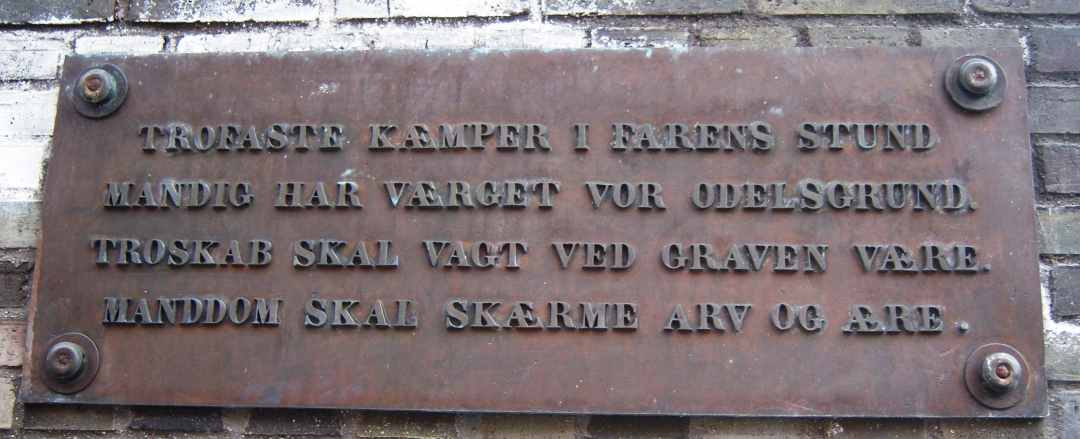 TROFASTE KÆMPER I FARENS STUND
MANDIG HAR VÆRGET VOR ODELSGRUND.
TROSKAB SKAL VAGT VED GRAVEN VÆRE.
MANDDOM SKAL SKÆRME ARV OG ÆRE.